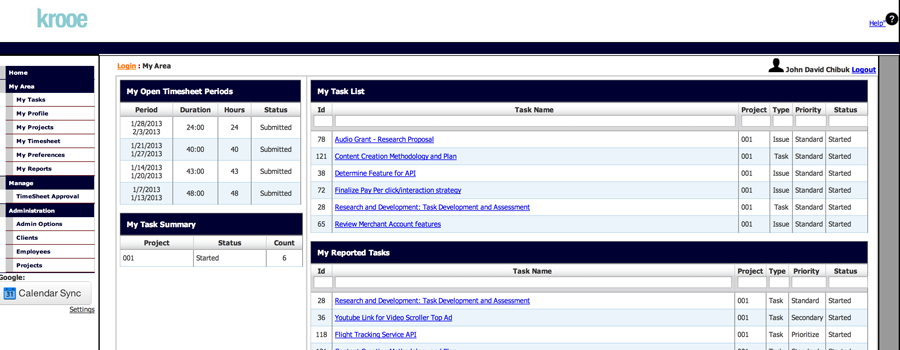 krooe
Help ?
Login : My Area
John David Chibuk Logout
Home
My Area
My Tasks
My Profile
My Projects
My Timesheet
My Preferences
My Reports
Manage
TimeSheet Approval
Administration
Admin Options
Clients
Employees
Projects
Google:
31 Calendar Sync
Settings
My Open Timesheet Periods
Period Duration Hours Status
1/28/2013
2/3/2013 24:00 24 Submitted
1/21/2013
1/27/2013 40:00 40 Submitted
1/14/2013
1/20/2013 43:00 43 Submitted
1/7/2013
1/13/2013 48:00 48 Submitted
My Task Summary
Project Status Count
001 Started 6
My Task List
Id Task Name Project Type Priority Status
78 Audio Grant - Research Proposal 001 Issue Standard Started
121 Content Creation Methodology and Plan 001 Task Standard Started
38 Determine Feature for API 001 Issue Standard Started
72 Finalize Pay Per click/interaction strategy 001 Issue Standard Started
28 Research and Development: Task Development and Assessment 001 Task Standard Started
65 Review Merchant Account features 001 Issue Standard Started
My Reported Tasks
Id Task Name Project Type Priority Status
28 Research and Development: Task Development and Assessment 001 Task Standard Started
36 Youtube Link for Video Scroller Top Ad 001 Task Secondary Started
118 Flight Tracking Service API 001 Task Prioritize Started